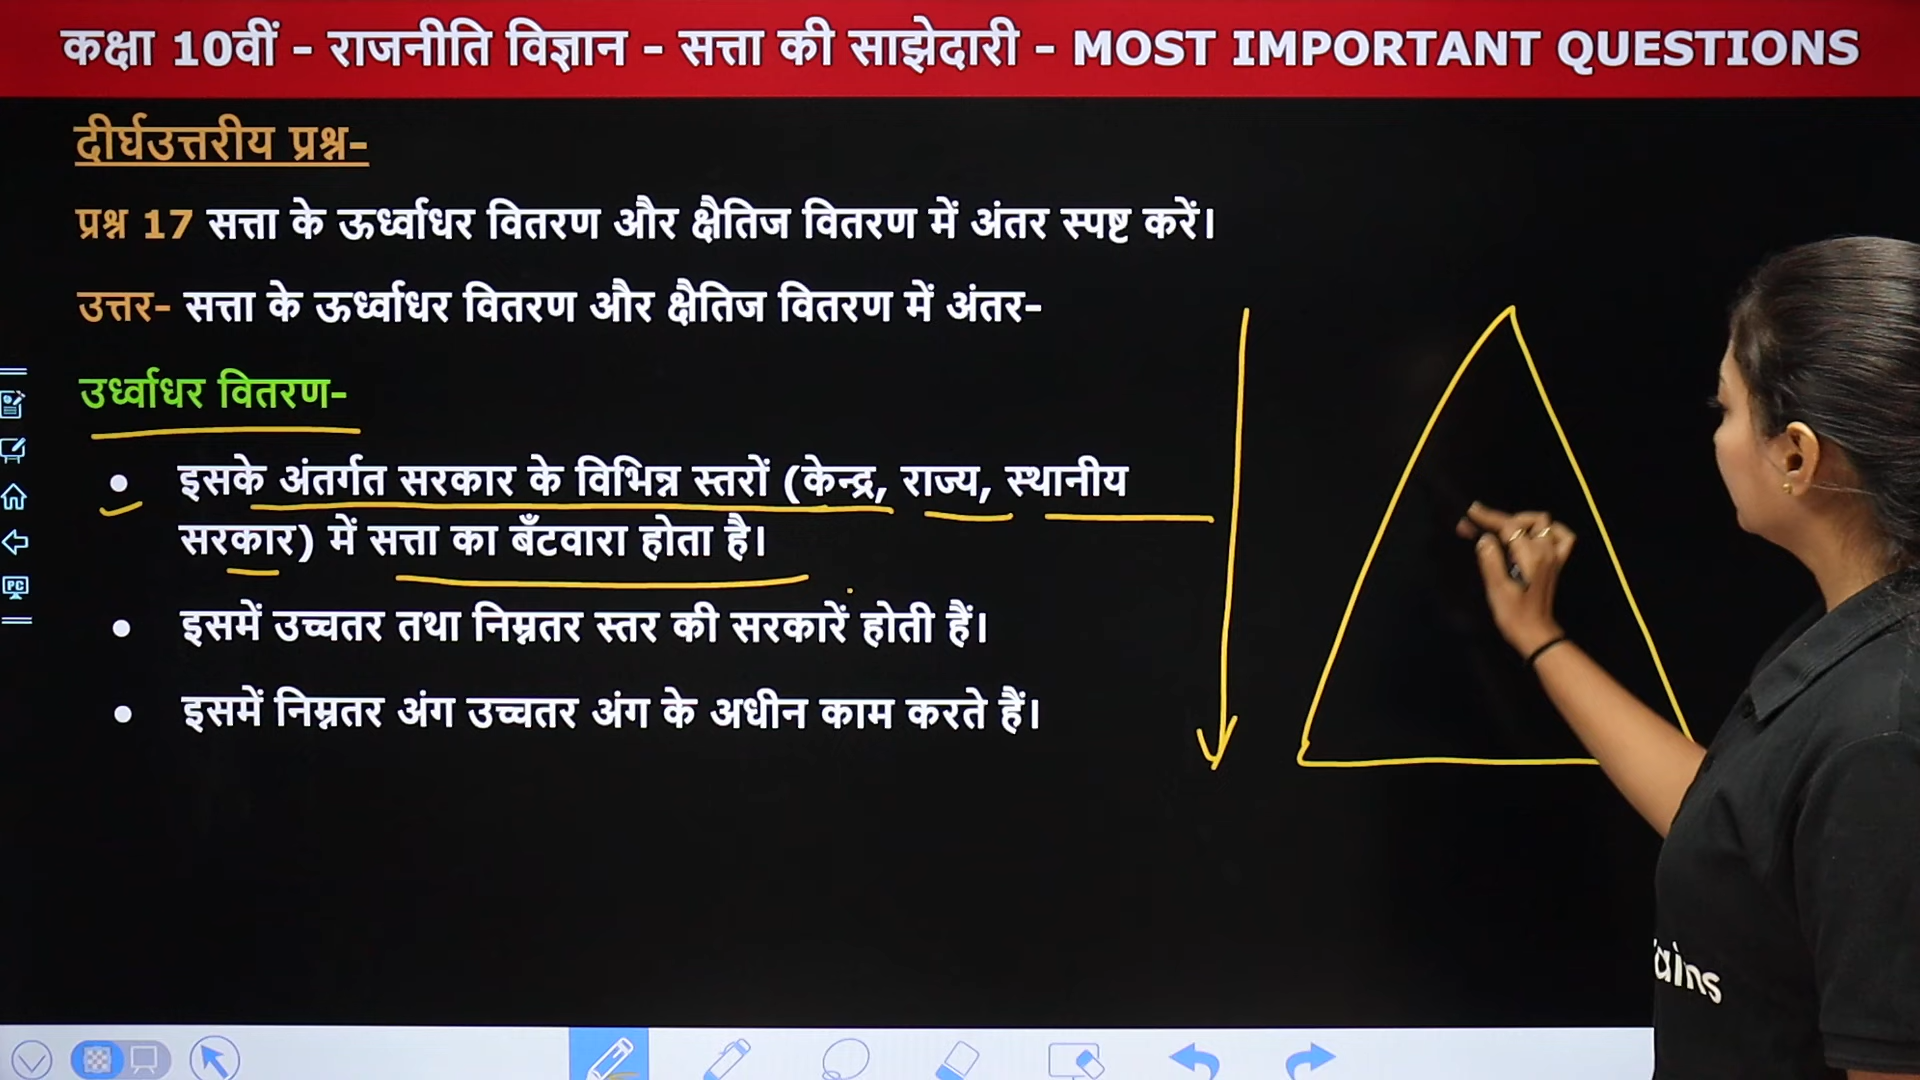 कक्षा 10वीं - राजनीति विज्ञान - सत्ता की साझेदारी - MOST IMPORTANT QUESTIONS
दीर्घउत्तरीय प्रश्न-
प्रश्न 17 सत्ता के ऊर्ध्वाधर वितरण और क्षैतिज वितरण में अंतर स्पष्ट करें।
उत्तर- सत्ता के ऊर्ध्वाधर वितरण और क्षैतिज वितरण में अंतर-
उर्ध्वाधर वितरण-
• इसके अंतर्गत सरकार के विभिन्न स्तरों (केन्द्र, राज्य, स्थानीय
सरकार) में सत्ता का बँटवारा होता है।
• इसमें उच्चतर तथा निम्नतर स्तर की सरकारें होती हैं।
• इसमें निम्नतर अंग उच्चतर अंग के अधीन काम करते हैं।
PC